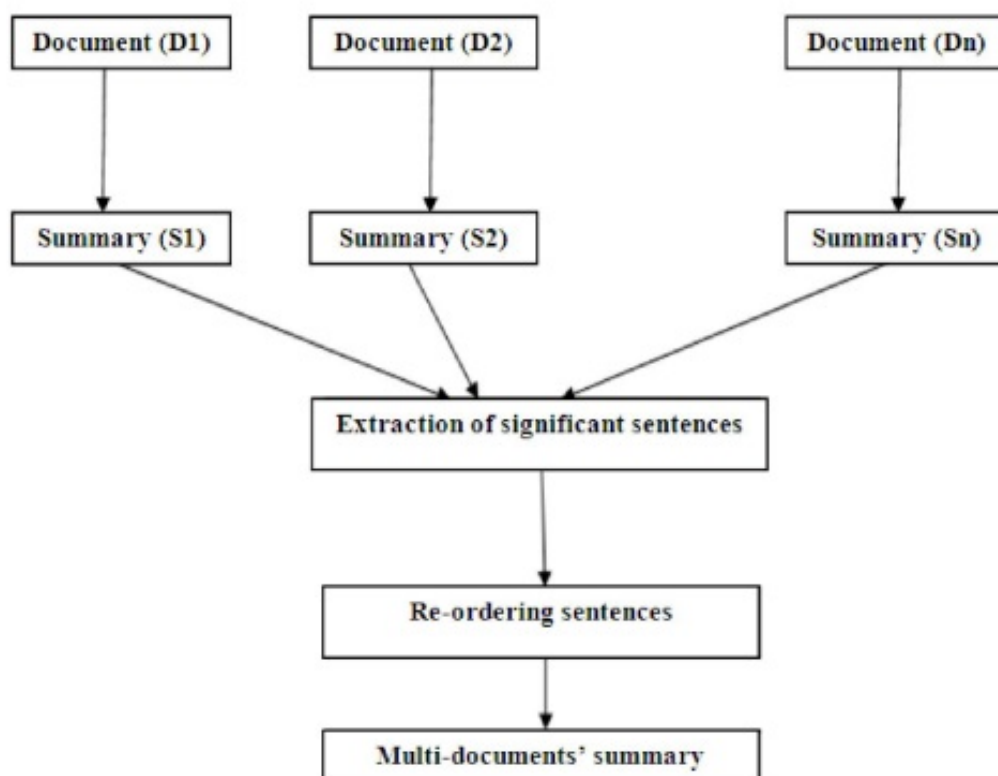 Document (D1)
Document (D2)
Document (Dn)
Summary (S1)
Summary (S2)
Summary (Sn)
Extraction of significant sentences
Re-ordering sentences
Multi-documents’ summary